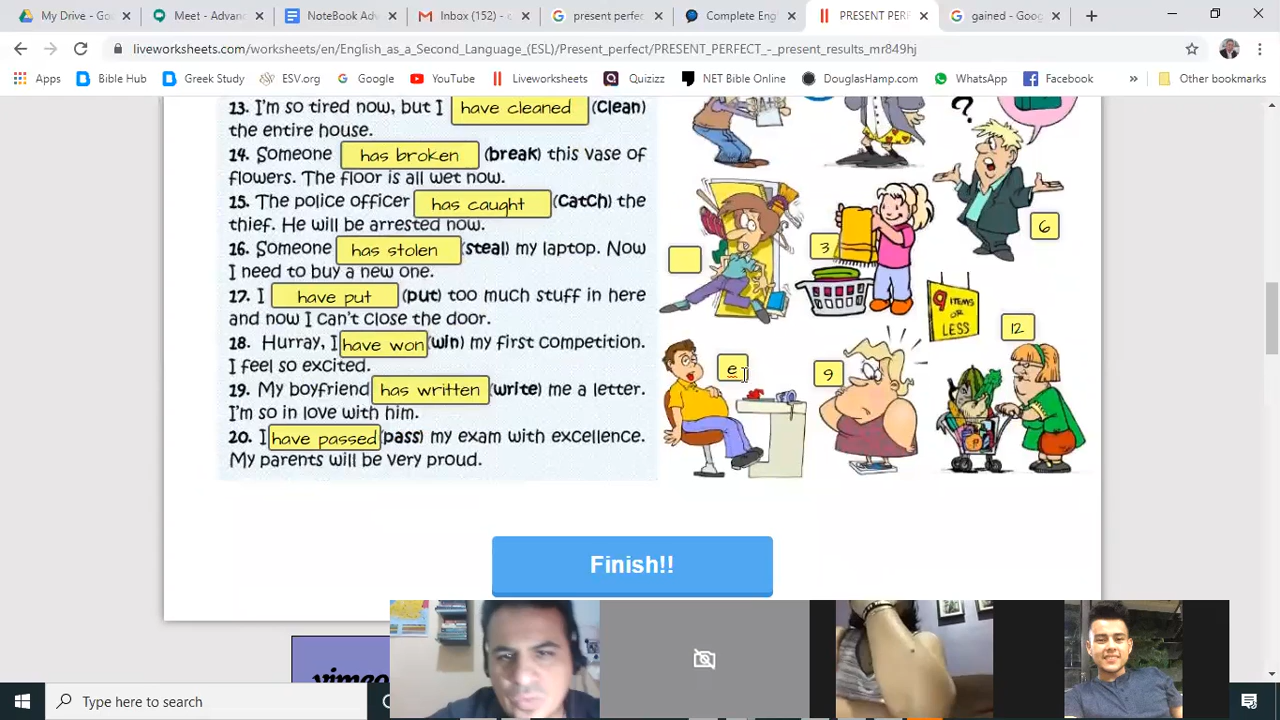 My Drive - Goo
Meet - Advan
NoteBook Adv
Inbox (152) - c
present perfec
Complete Eng
PRESENT PERF
gained - Goog
liveworksheets.com/worksheets/en/English_as_a_Second_Language_(ESL)/Present_perfect/PRESENT_PERFECT_-_present_results_mr849hj
Apps Bible Hub Greek Study ESV.org Google YouTube Liveworksheets Quizizz NET Bible Online DouglasHamp.com WhatsApp Facebook » Other bookmarks
13. I'm so tired now, but I have cleaned (Clean)
the entire house.
14. Someone has broken (break) this vase of
flowers. The floor is all wet now.
15. The police officer has caught (Catch) the
thief. He will be arrested now.
16. Someone has stolen (steal) my laptop. Now
I need to buy a new one.
17. I have put (put) too much stuff in here
and now I can't close the door.
18. Hurray, I have won (win) my first competition.
I feel so excited.
19. My boyfriend has written (write) me a letter.
I'm so in love with him.
20. I have passed (pass) my exam with excellence.
My parents will be very proud.
?
6
3
9 ITEMS
OR
LESS
12
e
9
Finish!!
vimeo
Type here to search